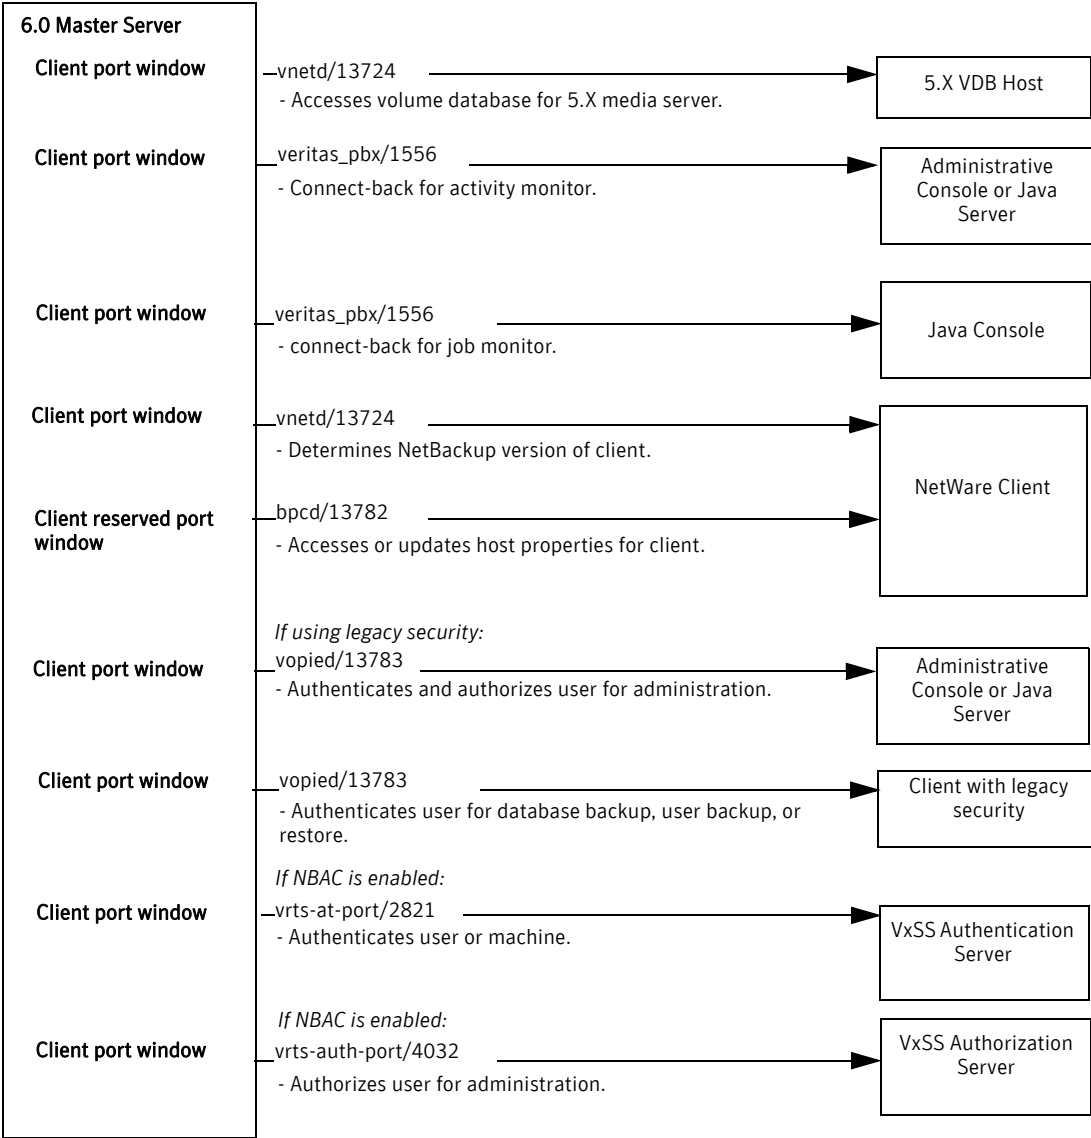 6.0 Master Server
Client port window
vnetd/13724
- Accesses volume database for 5.X media server.
5.X VDB Host
Client port window
veritas_pbx/1556
- Connect-back for activity monitor.
Administrative
Console or Java
Server
Client port window
veritas_pbx/1556
- connect-back for job monitor.
Java Console
Client port window
vnetd/13724
- Determines NetBackup version of client.
NetWare Client
Client reserved port
window
bpcd/13782
- Accesses or updates host properties for client.
If using legacy security:
Client port window
vopied/13783
- Authenticates and authorizes user for administration.
Administrative
Console or Java
Server
Client port window
vopied/13783
- Authenticates user for database backup, user backup, or
restore.
Client with legacy
security
If NBAC is enabled:
Client port window
vrts-at-port/2821
- Authenticates user or machine.
VxSS Authentication
Server
If NBAC is enabled:
Client port window
vrts-auth-port/4032
- Authorizes user for administration.
VxSS Authorization
Server